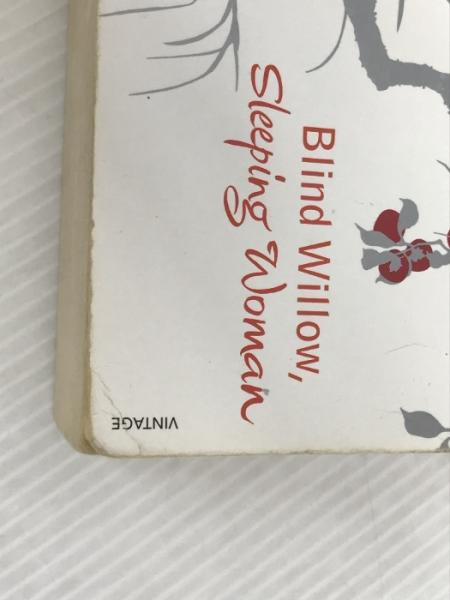 Blind Willow,
Sleeping Woman
VINTAGE